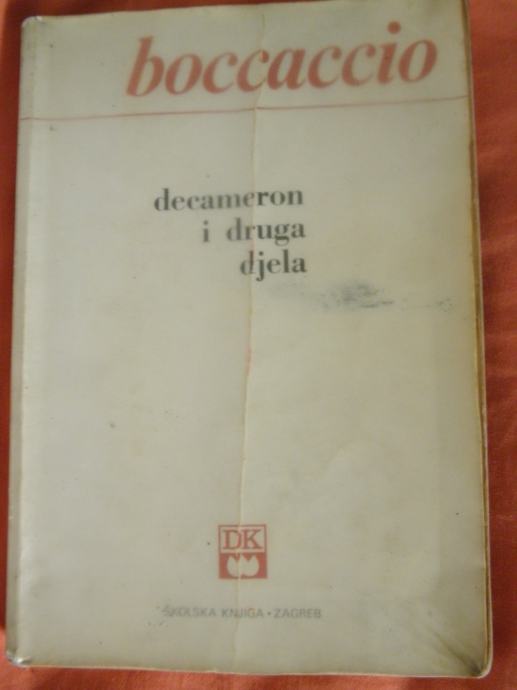 boccaccio
decameron
i druga
djela
DK
ŠKOLSKA KNJIGA • ZAGREB